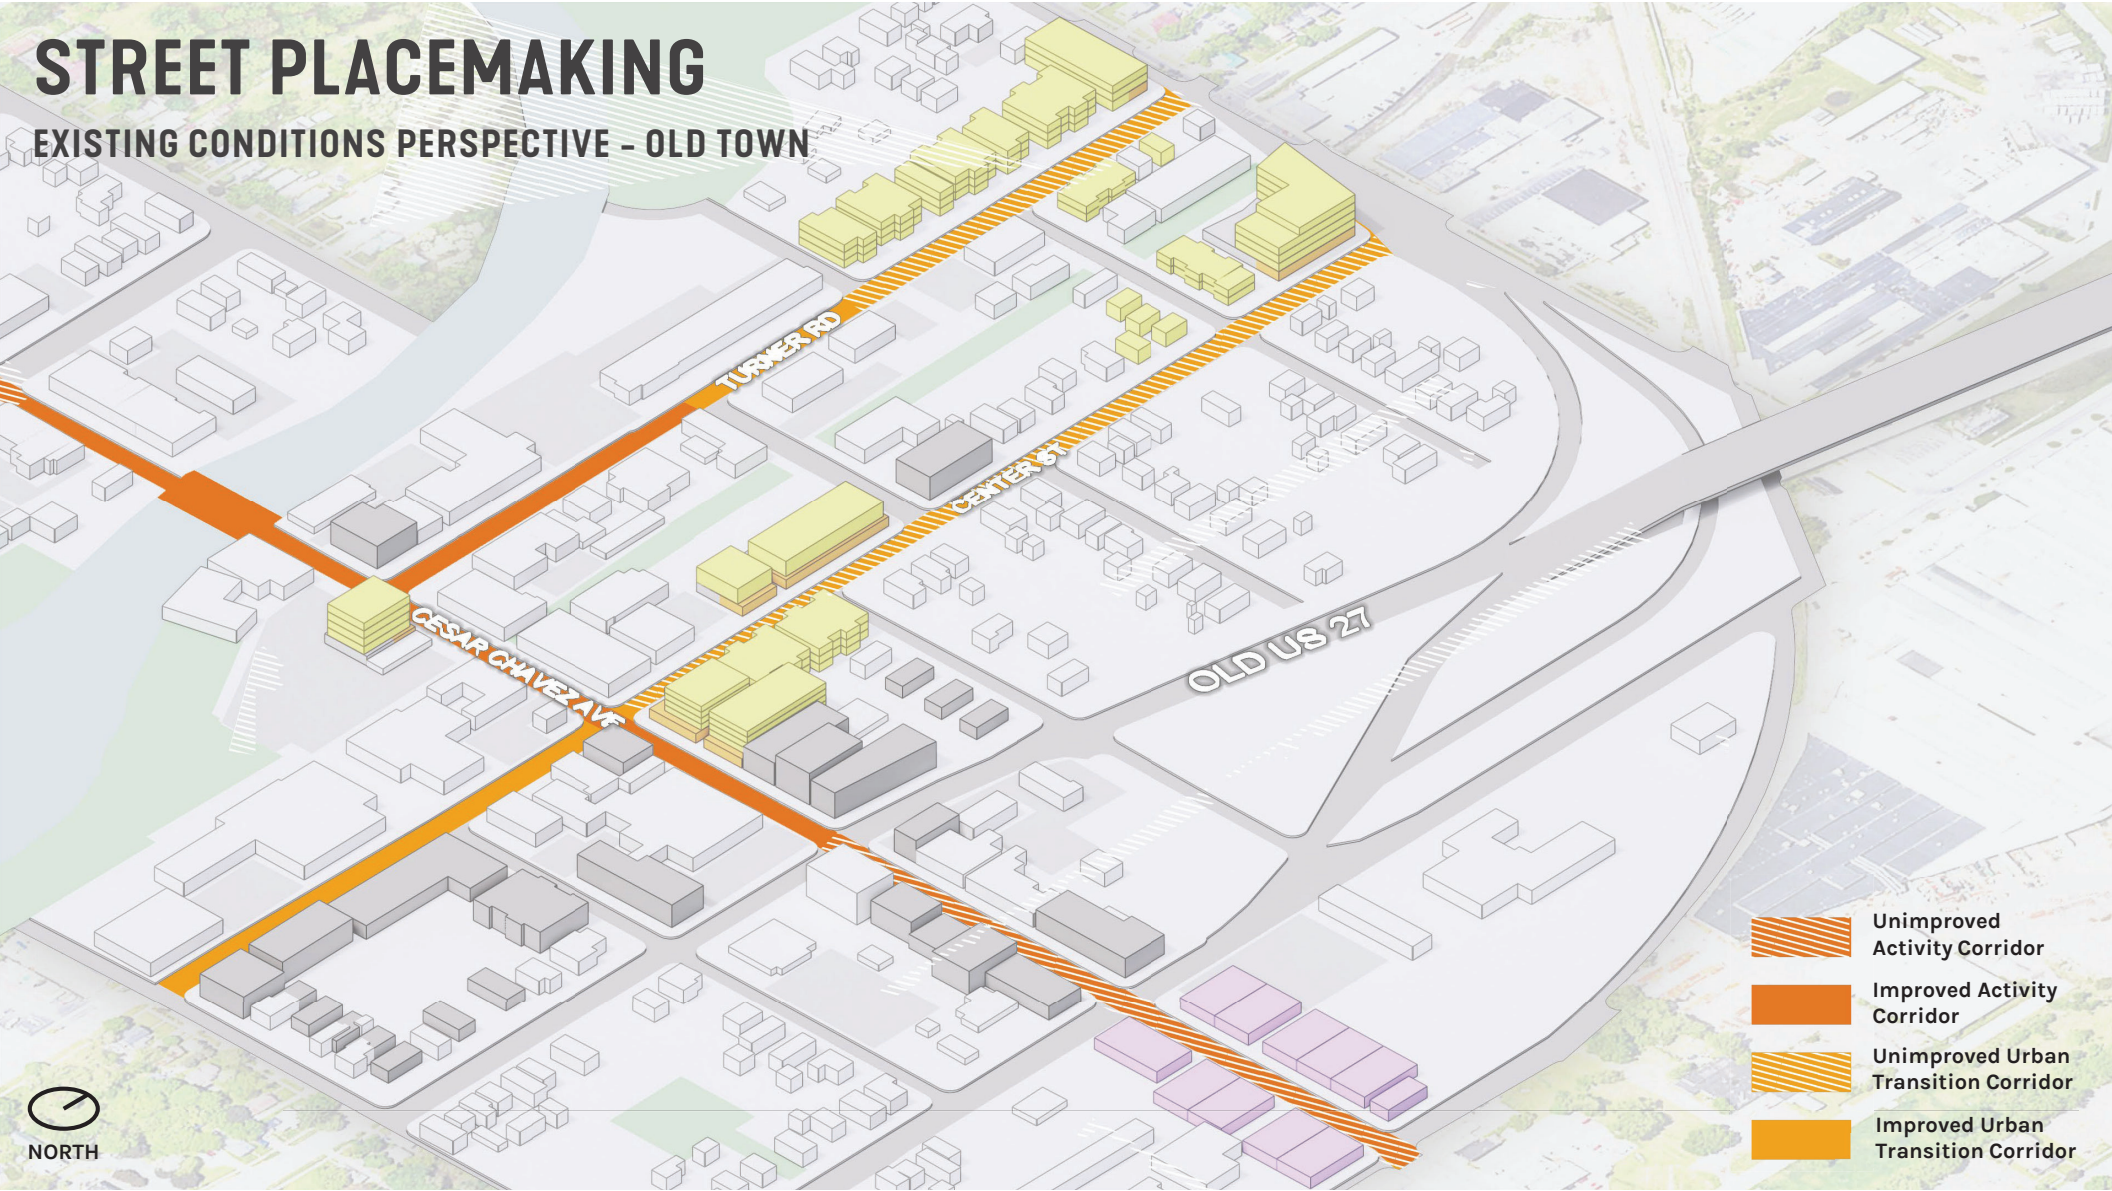 STREET PLACEMAKING
EXISTING CONDITIONS PERSPECTIVE - OLD TOWN
TURNER RD
CENTER ST
CESAR CHAVEZ AVE
OLD US 27
Unimproved
Activity Corridor
Improved Activity
Corridor
Unimproved Urban
Transition Corridor
Improved Urban
Transition Corridor
NORTH